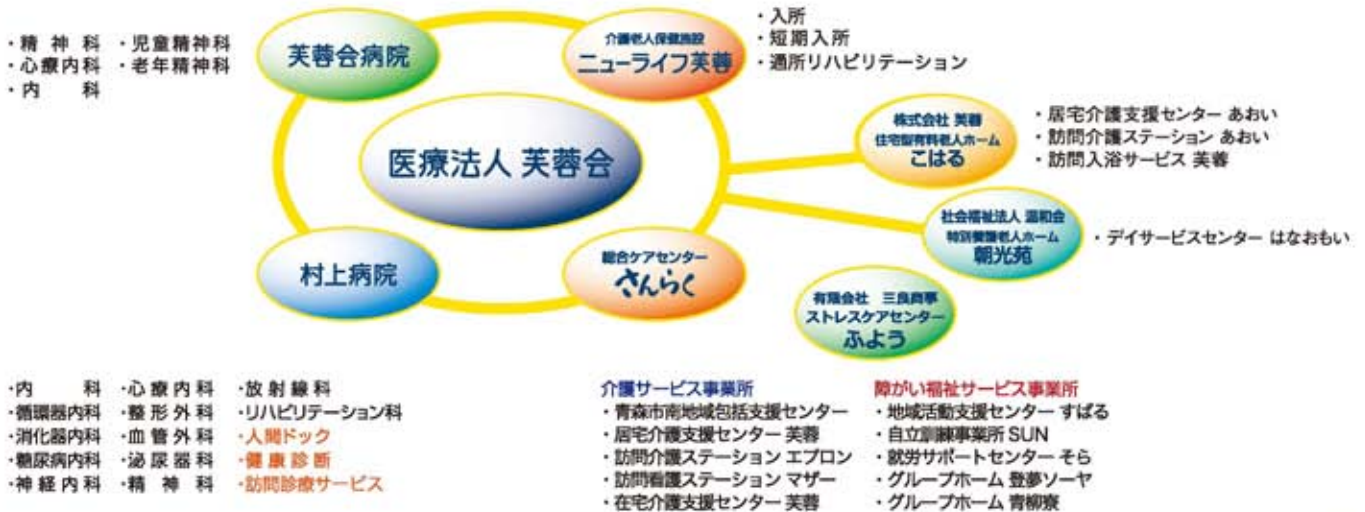 ・精神科 ・児童精神科
・心療内科 ・老年精神科
・内科
芙蓉会病院
介護老人保健施設
ニューライフ芙蓉
・入所
・短期入所
・通所リハビリテーション
医療法人 芙蓉会
株式会社 芙蓉
住宅型有料老人ホーム
こはる
・居宅介護支援センター あおい
・訪問介護ステーション あおい
・訪問入浴サービス 芙蓉
社会福祉法人 温和会
特別養護老人ホーム
朝光苑
・デイサービスセンター はなおもい
村上病院
総合ケアセンター
さんらく
有限会社 三良商事
ストレスケアセンター
ふよう
・内科 ・心療内科 ・放射線科
・循環器内科 ・整形外科 ・リハビリテーション科
・消化器内科 ・血管外科 ・人間ドック
・糖尿病内科 ・泌尿器科 ・健康診断
・神経内科 ・精神科 ・訪問診療サービス
介護サービス事業所
・青森市南地域包括支援センター
・居宅介護支援センター 芙蓉
・訪問介護ステーション エプロン
・訪問看護ステーション マザー
・在宅介護支援センター 芙蓉
障がい福祉サービス事業所
・地域活動支援センター すばる
・自立訓練事業所 SUN
・就労サポートセンター そら
・グループホーム 登夢ソーヤ
・グループホーム 青柳寮